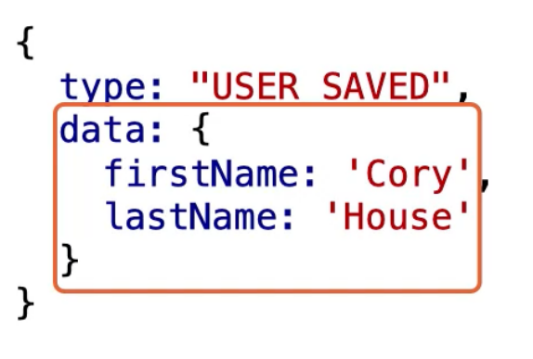 {
type: "USER SAVED",
data: {
firstName: 'Cory',
lastName: 'House'
}
}